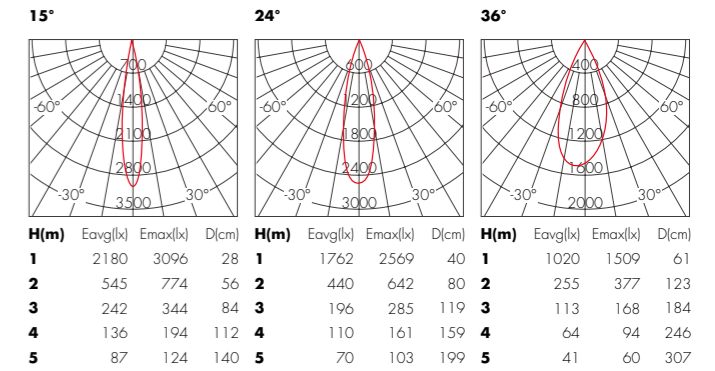 15° 24° 36°
700 600 400
1400 1200 800
-60° 60° -60° 60° -60° 60°
2100 1800 1200
2800 2400 1600
-30° 30° -30° 30° -30° 30°
3500 3000 2000
H(m) Eavg(lx) Emax(lx) D(cm) H(m) Eavg(lx) Emax(lx) D(cm) H(m) Eavg(lx) Emax(lx) D(cm)
1 2180 3096 28 1 1762 2569 40 1 1020 1509 61
2 545 774 56 2 440 642 80 2 255 377 123
3 242 344 84 3 196 285 119 3 113 168 184
4 136 194 112 4 110 161 159 4 64 94 246
5 87 124 140 5 70 103 199 5 41 60 307